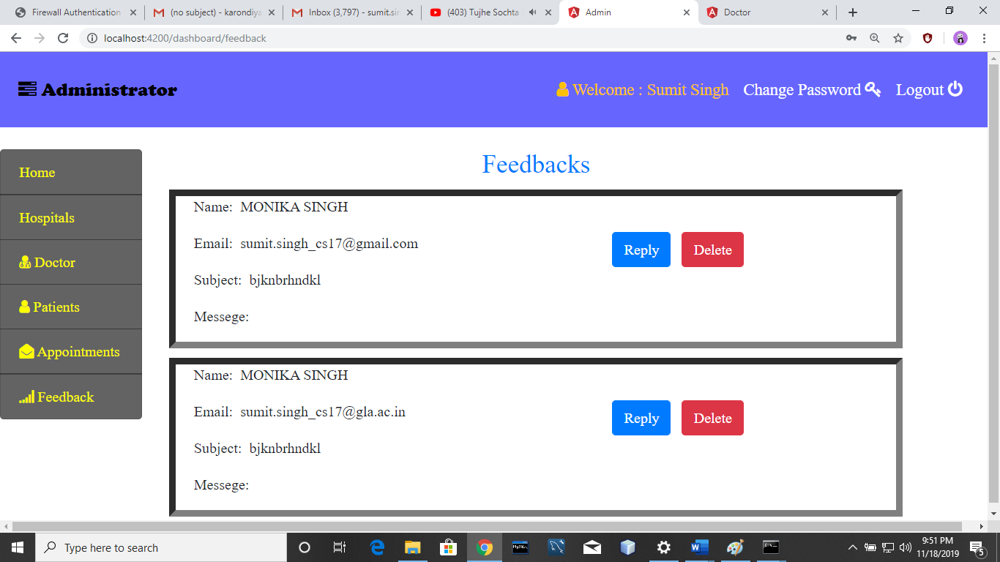 Firewall Authentication
(no subject) - karondiya
Inbox (3,797) - sumit.sin
(403) Tujhe Sochta
Admin
Doctor
localhost:4200/dashboard/feedback
Administrator
Welcome : Sumit Singh
Change Password
Logout
Home
Hospitals
Doctor
Patients
Appointments
Feedback
Feedbacks
Name: MONIKA SINGH
Email: sumit.singh_cs17@gmail.com
Subject: bjknbrhndkl
Messege:
Reply
Delete
Name: MONIKA SINGH
Email: sumit.singh_cs17@gla.ac.in
Subject: bjknbrhndkl
Messege:
Reply
Delete
Type here to search
9:51 PM
11/18/2019
5